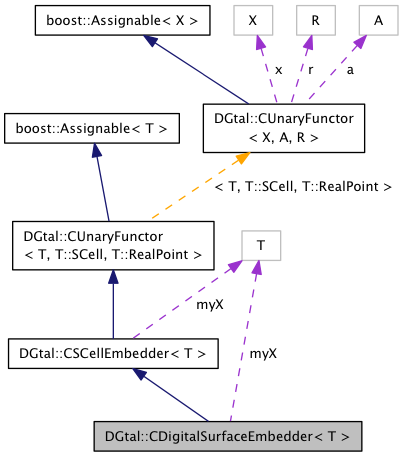 boost::Assignable< X >
X
R
A
x
r
a
DGtal::CUnaryFunctor
< X, A, R >
boost::Assignable< T >
< T, T::SCell, T::RealPoint >
DGtal::CUnaryFunctor
< T, T::SCell, T::RealPoint >
T
myX
DGtal::CSCellEmbedder< T >
myX
DGtal::CDigitalSurfaceEmbedder< T >